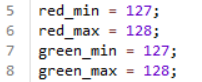 5 red_min = 127;
6 red_max = 128;
7 green_min = 127;
8 green_max = 128;